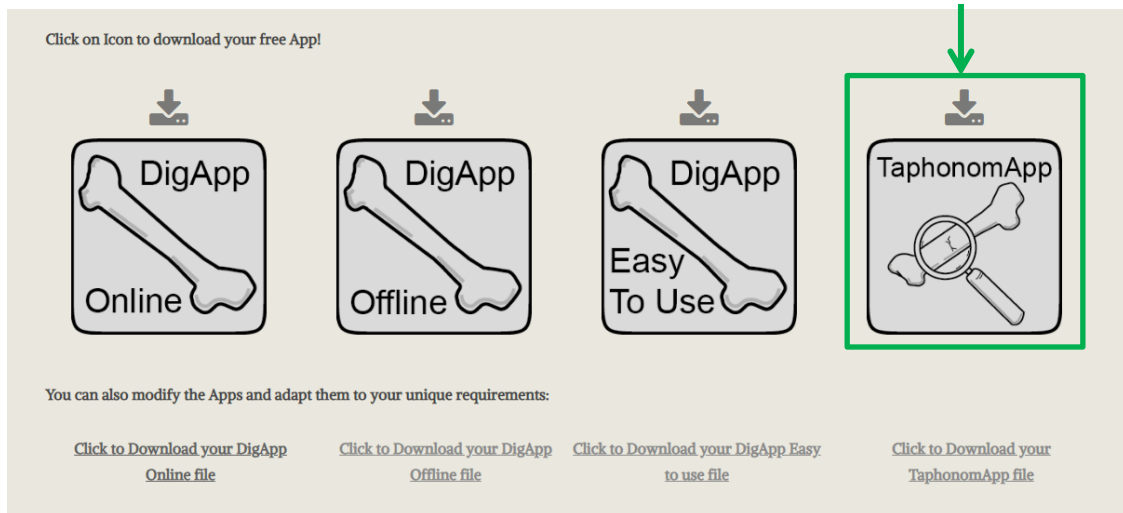 Click on Icon to download your free App!
DigApp
Online
DigApp
Offline
DigApp
Easy
To Use
TaphonomApp
You can also modify the Apps and adapt them to your unique requirements:
Click to Download your DigApp
Online file
Click to Download your DigApp
Offline file
Click to Download your DigApp Easy
to use file
Click to Download your
TaphonomApp file